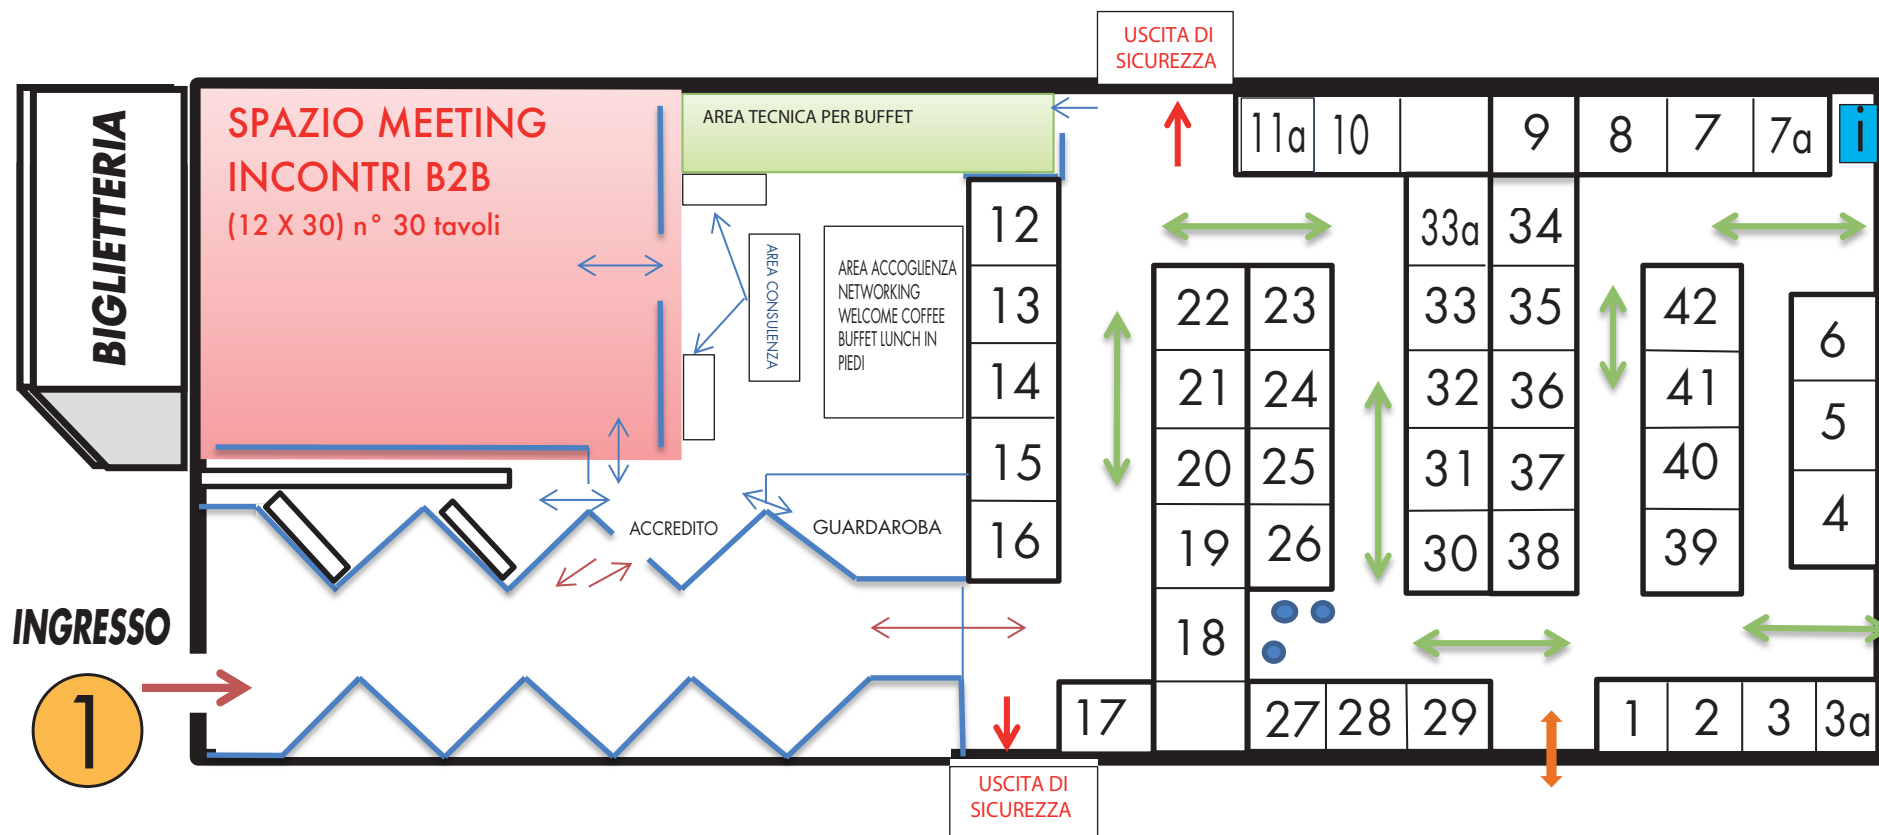 USCITA DI
SICUREZZA
BIGLIETTERIA
SPAZIO MEETING
INCONTRI B2B
(12 X 30) n° 30 tavoli
AREA TECNICA PER BUFFET
11a 10 9 8 7 7a i
AREA CONSULENZA
AREA ACCOGLIENZA
NETWORKING
WELCOME COFFEE
BUFFET LUNCH IN
PIEDI
12
13
14
15
16
33a 34
22 23 33 35 42
21 24 32 36 41
20 25 31 37 40
19 26 30 38 39
18
6
5
4
ACCREDITO
GUARDAROBA
INGRESSO
1
17 27 28 29 1 2 3 3a
USCITA DI
SICUREZZA